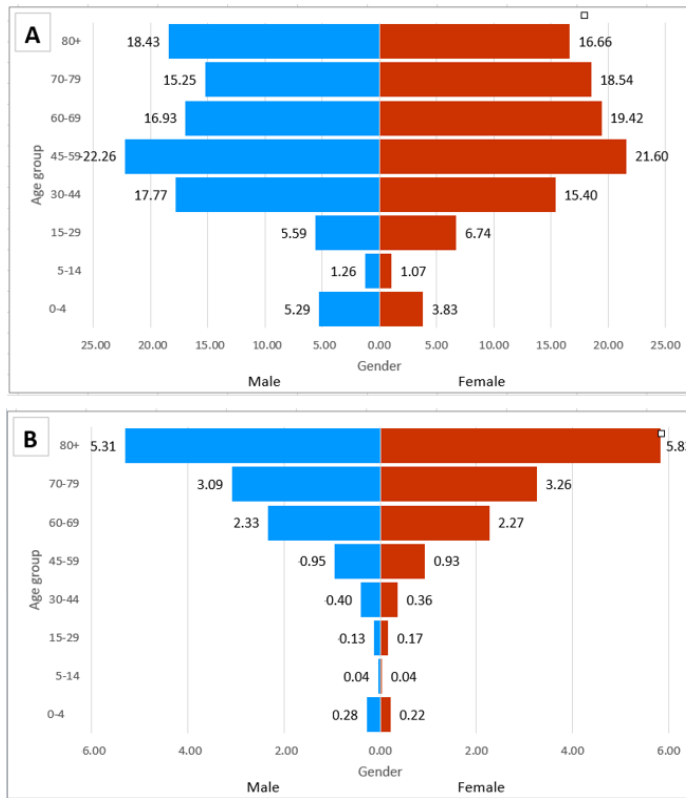 A
80+ 18.43 16.66
70-79 15.25 18.54
60-69 16.93 19.42
45-59 -22.26 21.60
30-44 17.77 15.40
15-29 5.59 6.74
5-14 1.26 1.07
0-4 5.29 3.83
Age group
25.00 20.00 15.00 10.00 5.00 0.00 5.00 10.00 15.00 20.00 25.00
Gender
Male Female
B
80+ 5.31
70-79 3.09 3.26
60-69 2.33 2.27
45-59 0.95 0.93
30-44 0.40 0.36
15-29 0.13 0.17
5-14 0.04 0.04
0-4 0.28 0.22
Age group
6.00 4.00 2.00 0.00 2.00 4.00 6.00
Gender
Male Female